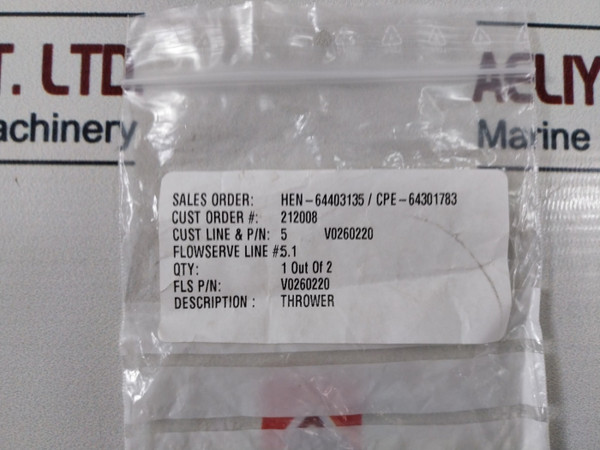 T. LTD.
achinery
AELIY
Marine
SALES ORDER: HEN-64403135 / CPE-64301783
CUST ORDER #: 212008
CUST LINE & P/N: 5 V0260220
FLOWSERVE LINE #5.1
QTY: 1 Out Of 2
FLS P/N: V0260220
DESCRIPTION : THROWER